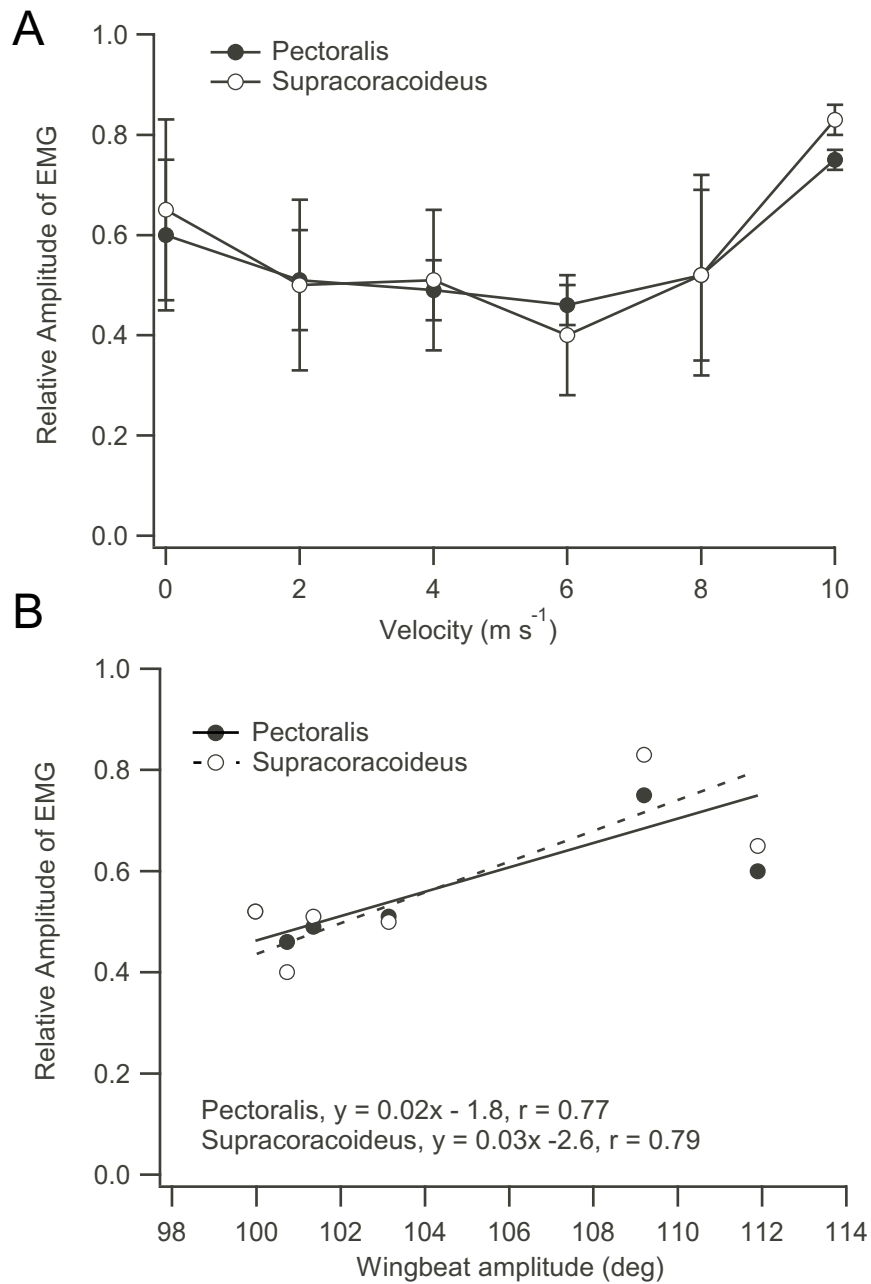 A
1.0
Pectoralis
Supracoracoideus
0.8
0.6
0.4
0.2
0.0
Relative Amplitude of EMG
0 2 4 6 8 10
Velocity (m s⁻¹)
B
1.0
Pectoralis
Supracoracoideus
0.8
0.6
0.4
0.2
0.0
Relative Amplitude of EMG
Pectoralis, y = 0.02x - 1.8, r = 0.77
Supracoracoideus, y = 0.03x -2.6, r = 0.79
98 100 102 104 106 108 110 112 114
Wingbeat amplitude (deg)